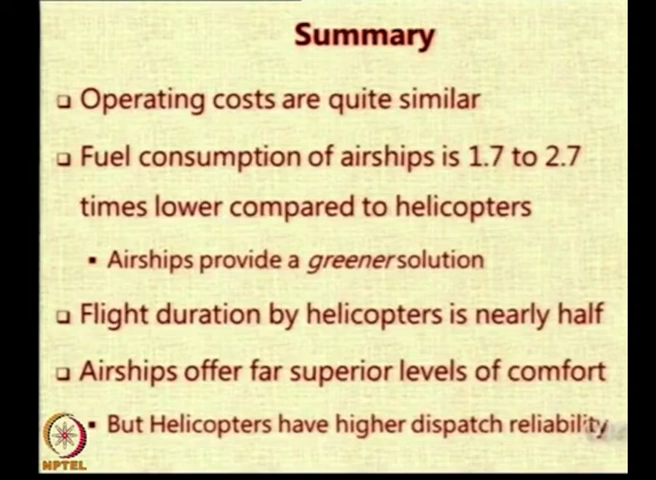 Summary
Operating costs are quite similar
Fuel consumption of airships is 1.7 to 2.7
times lower compared to helicopters
Airships provide a greener solution
Flight duration by helicopters is nearly half
Airships offer far superior levels of comfort
But Helicopters have higher dispatch reliability
NPTEL